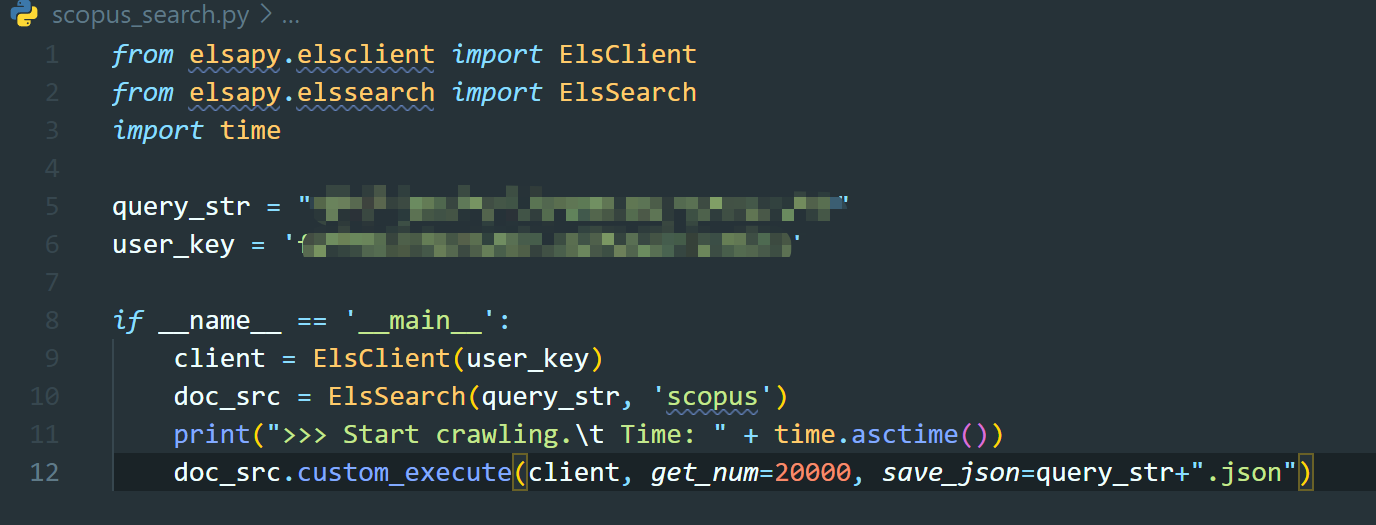 scopus_search.py > ...
1 from elsapy.elsclient import ElsClient
2 from elsapy.elssearch import ElsSearch
3 import time
4
5 query_str = ""
6 user_key = ''
7
8 if __name__ == '__main__':
9 client = ElsClient(user_key)
10 doc_src = ElsSearch(query_str, 'scopus')
11 print(">>> Start crawling.\t Time: " + time.asctime())
12 doc_src.custom_execute(client, get_num=20000, save_json=query_str+".json")